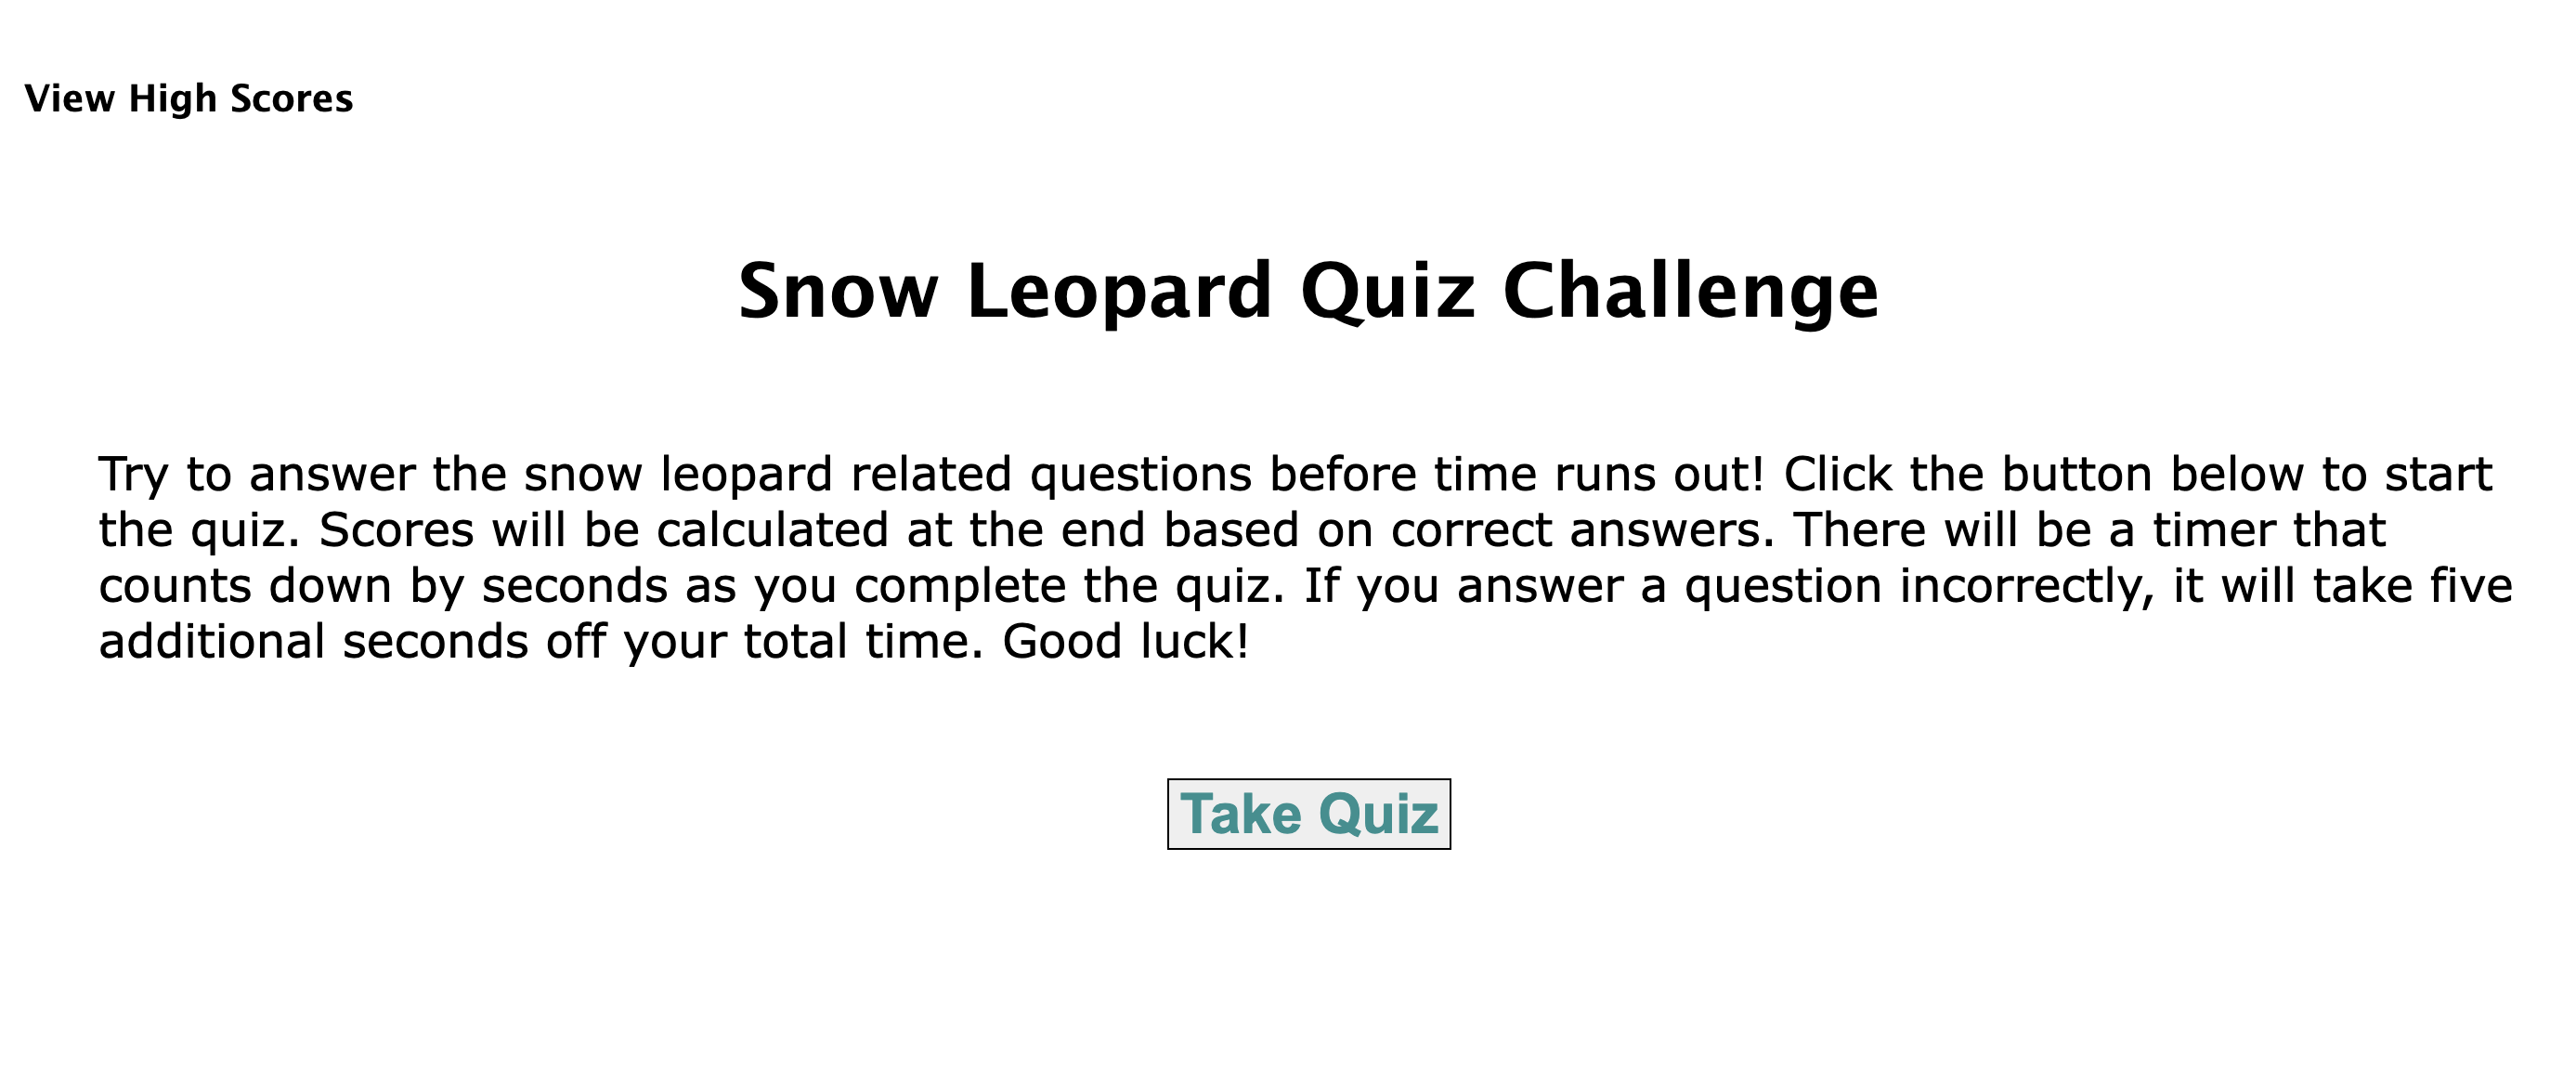 View High Scores
Snow Leopard Quiz Challenge
Try to answer the snow leopard related questions before time runs out! Click the button below to start
the quiz. Scores will be calculated at the end based on correct answers. There will be a timer that
counts down by seconds as you complete the quiz. If you answer a question incorrectly, it will take five
additional seconds off your total time. Good luck!
Take Quiz